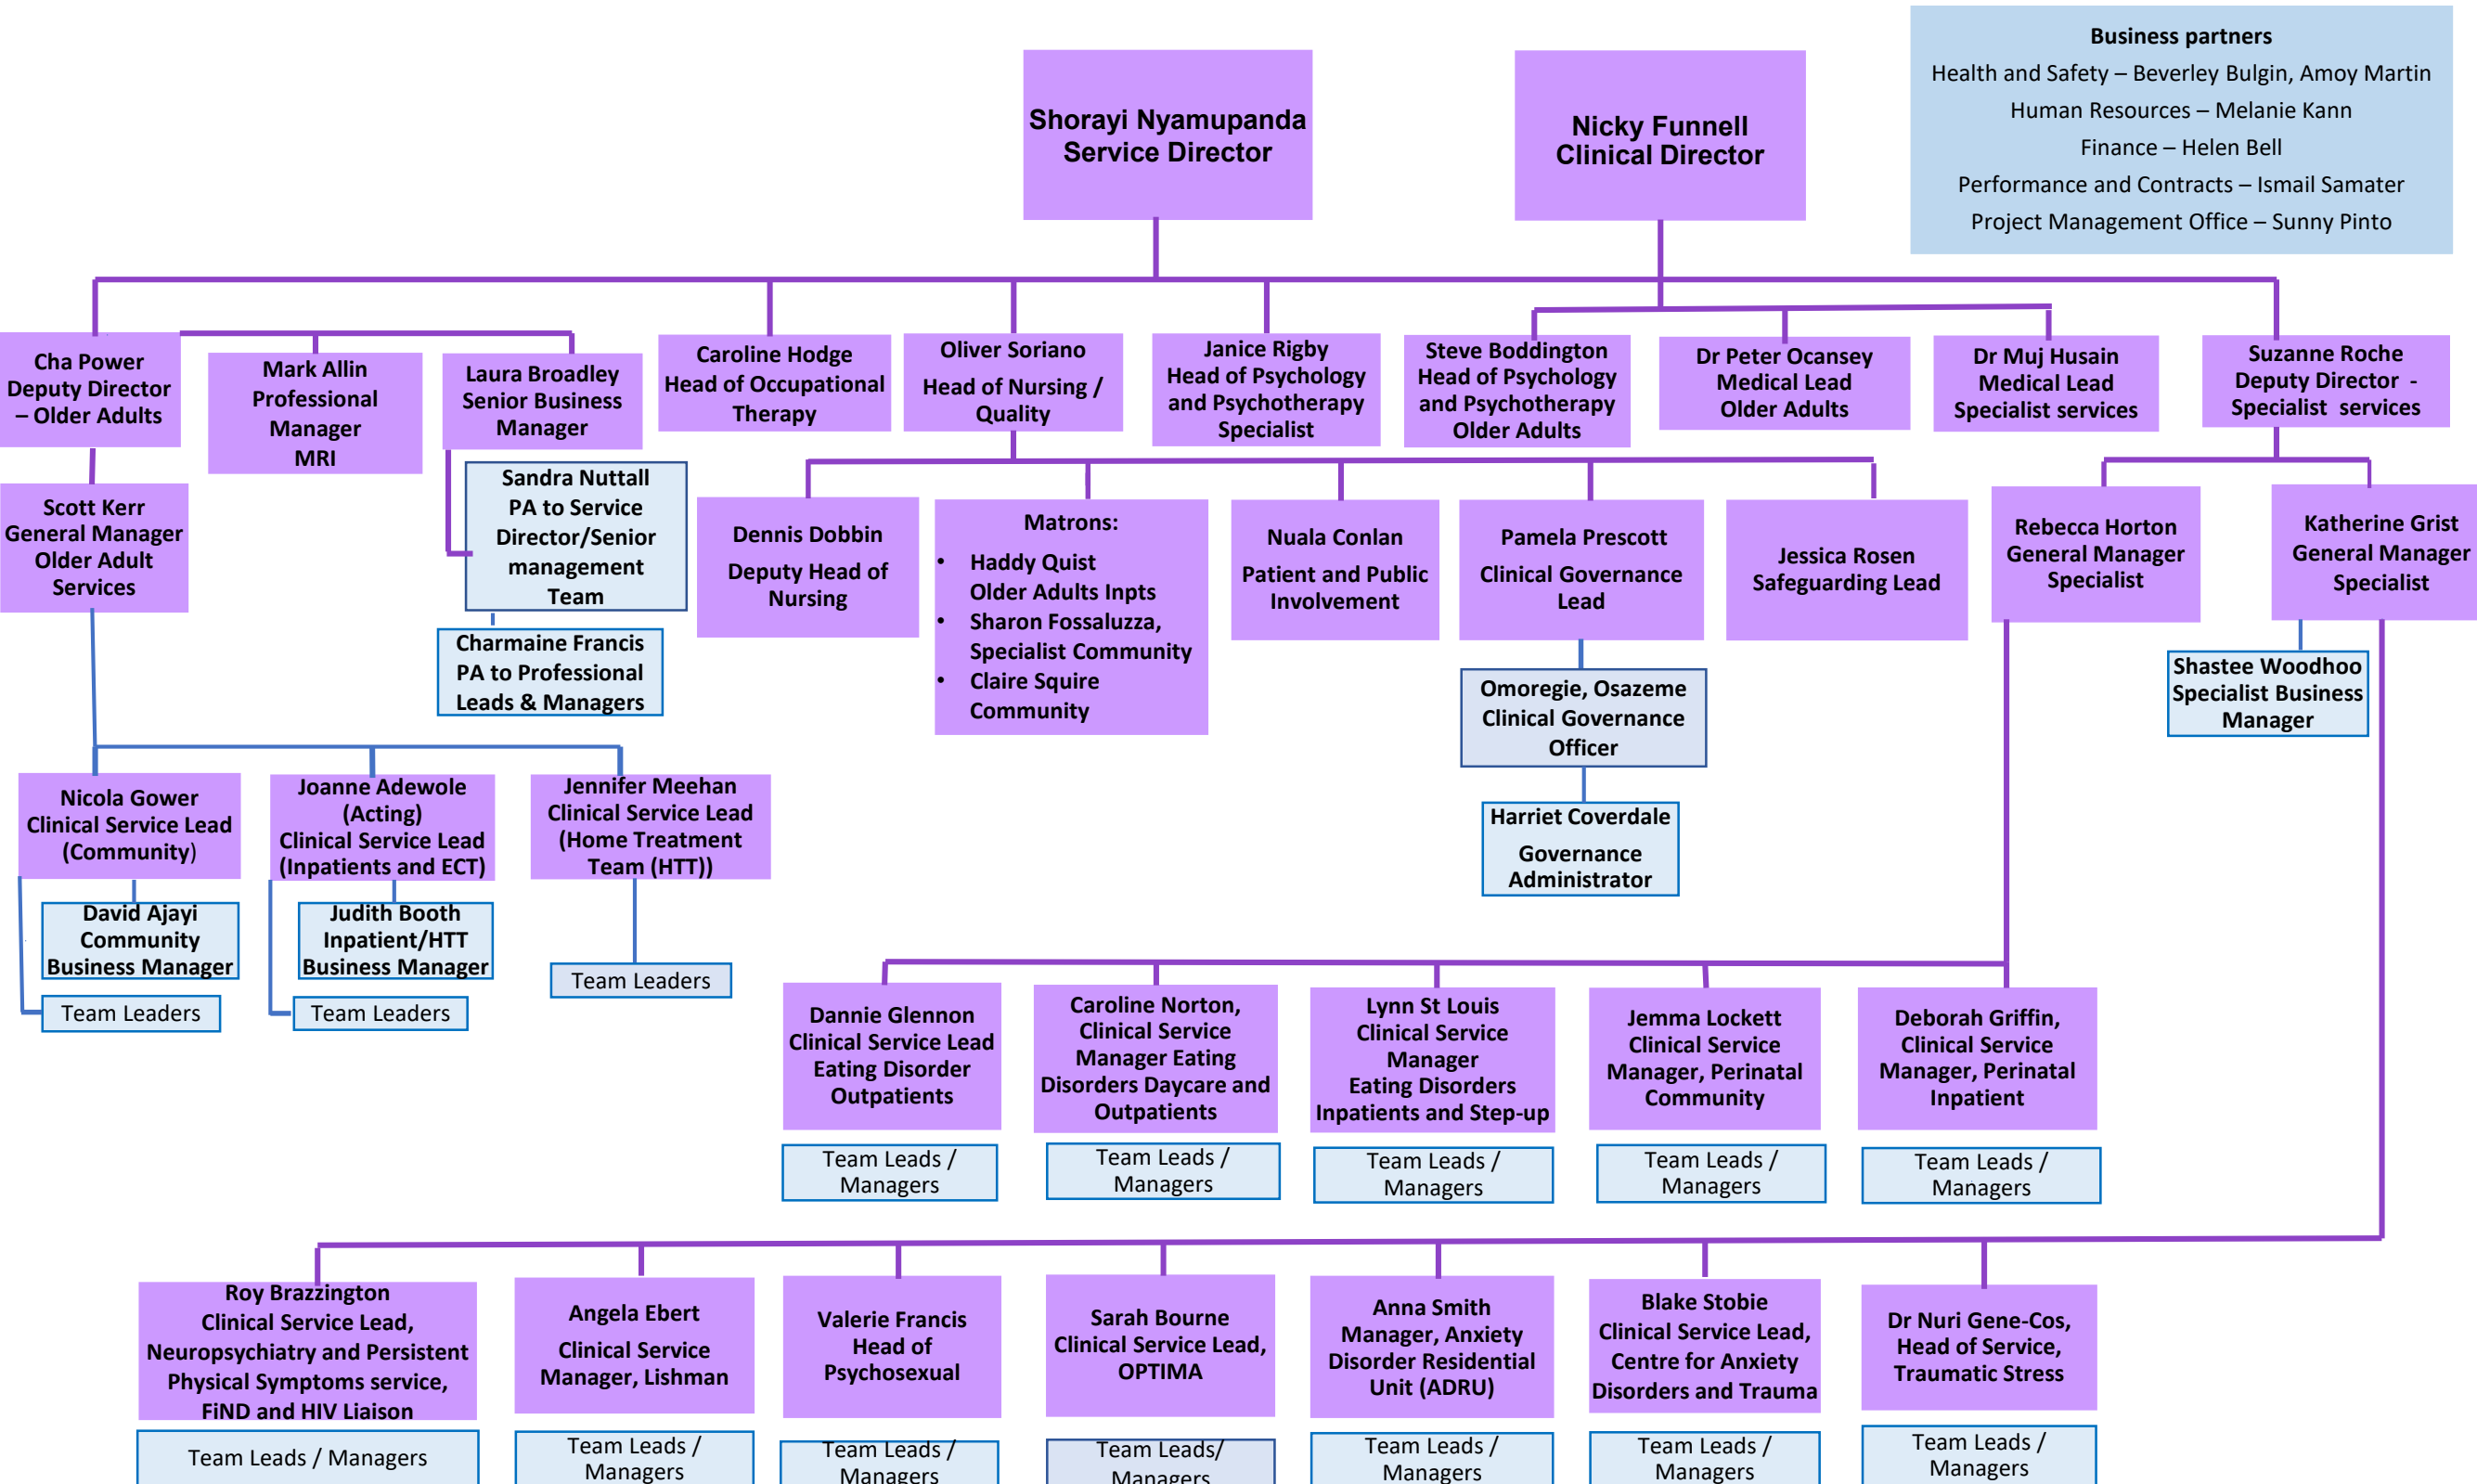 Business partners
Health and Safety – Beverley Bulgin, Amoy Martin
Human Resources – Melanie Kann
Finance – Helen Bell
Performance and Contracts – Ismail Samater
Project Management Office – Sunny Pinto
Shorayi Nyamupanda
Service Director
Nicky Funnell
Clinical Director
Cha Power
Deputy Director
– Older Adults
Mark Allin
Professional
Manager
MRI
Laura Broadley
Senior Business
Manager
Caroline Hodge
Head of Occupational
Therapy
Oliver Soriano
Head of Nursing /
Quality
Janice Rigby
Head of Psychology
and Psychotherapy
Specialist
Steve Boddington
Head of Psychology
and Psychotherapy
Older Adults
Dr Peter Ocansey
Medical Lead
Older Adults
Dr Muj Husain
Medical Lead
Specialist services
Suzanne Roche
Deputy Director -
Specialist services
Scott Kerr
General Manager
Older Adult
Services
Sandra Nuttall
PA to Service
Director/Senior
management
Team
Charmaine Francis
PA to Professional
Leads & Managers
Dennis Dobbin
Deputy Head of
Nursing
Matrons:
• Haddy Quist
Older Adults Inpts
• Sharon Fossaluzza,
Specialist Community
• Claire Squire
Community
Nuala Conlan
Patient and Public
Involvement
Pamela Prescott
Clinical Governance
Lead
Jessica Rosen
Safeguarding Lead
Rebecca Horton
General Manager
Specialist
Katherine Grist
General Manager
Specialist
Omoregie, Osazeme
Clinical Governance
Officer
Harriet Coverdale
Governance
Administrator
Shastee Woodhoo
Specialist Business
Manager
Nicola Gower
Clinical Service Lead
(Community)
Joanne Adewole
(Acting)
Clinical Service Lead
(Inpatients and ECT)
Jennifer Meehan
Clinical Service Lead
(Home Treatment
Team (HTT))
David Ajayi
Community
Business Manager
Judith Booth
Inpatient/HTT
Business Manager
Team Leaders
Team Leaders
Team Leaders
Dannie Glennon
Clinical Service Lead
Eating Disorder
Outpatients
Caroline Norton,
Clinical Service
Manager Eating
Disorders Daycare and
Outpatients
Lynn St Louis
Clinical Service
Manager
Eating Disorders
Inpatients and Step-up
Jemma Lockett
Clinical Service
Manager, Perinatal
Community
Deborah Griffin,
Clinical Service
Manager, Perinatal
Inpatient
Team Leads /
Managers
Team Leads /
Managers
Team Leads /
Managers
Team Leads /
Managers
Team Leads /
Managers
Roy Brazzington
Clinical Service Lead,
Neuropsychiatry and Persistent
Physical Symptoms service,
FiND and HIV Liaison
Angela Ebert
Clinical Service
Manager, Lishman
Valerie Francis
Head of
Psychosexual
Sarah Bourne
Clinical Service Lead,
OPTIMA
Anna Smith
Manager, Anxiety
Disorder Residential
Unit (ADRU)
Blake Stobie
Clinical Service Lead,
Centre for Anxiety
Disorders and Trauma
Dr Nuri Gene-Cos,
Head of Service,
Traumatic Stress
Team Leads / Managers
Team Leads /
Managers
Team Leads /
Managers
Team Leads/
Managers
Team Leads /
Managers
Team Leads /
Managers
Team Leads /
Managers